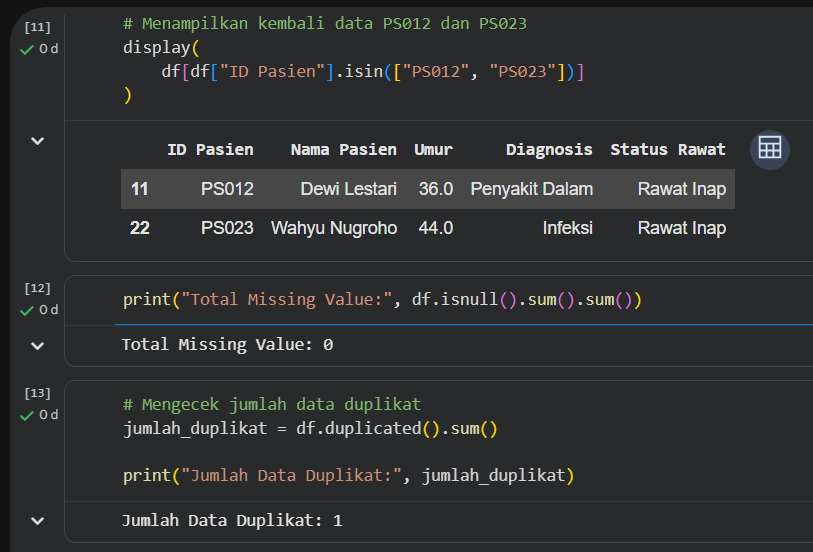 [11]
0 d
# Menampilkan kembali data PS012 dan PS023
display(
    df[df["ID Pasien"].isin(["PS012", "PS023"])]
)
ID Pasien Nama Pasien Umur Diagnosis Status Rawat
11 PS012 Dewi Lestari 36.0 Penyakit Dalam Rawat Inap
22 PS023 Wahyu Nugroho 44.0 Infeksi Rawat Inap
[12]
0 d
print("Total Missing Value:", df.isnull().sum().sum())
Total Missing Value: 0
[13]
0 d
# Mengecek jumlah data duplikat
jumlah_duplikat = df.duplicated().sum()
print("Jumlah Data Duplikat:", jumlah_duplikat)
Jumlah Data Duplikat: 1